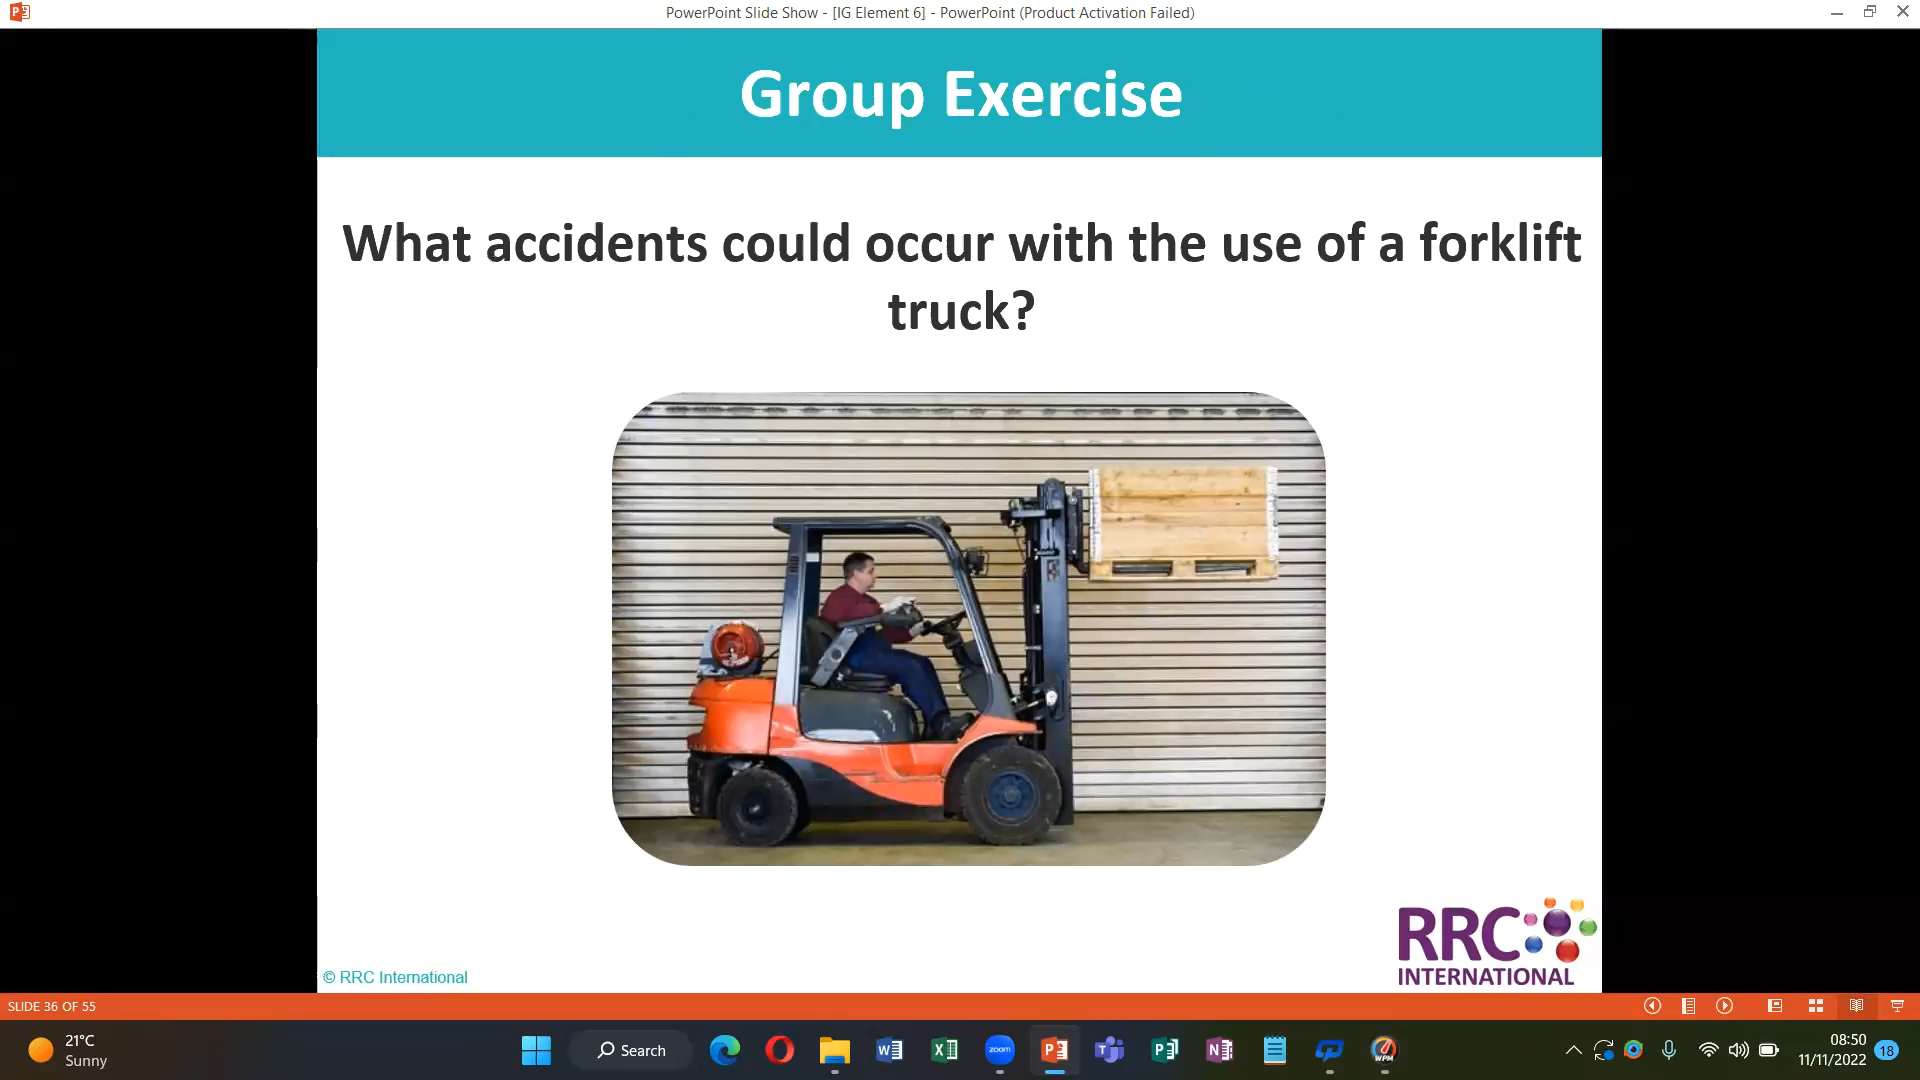 PowerPoint Slide Show - [IG Element 6] - PowerPoint (Product Activation Failed)
Group Exercise
What accidents could occur with the use of a forklift
truck?
RRC
INTERNATIONAL
© RRC International
SLIDE 36 OF 55
21°C
Sunny
Search
zoom
WPM
08:50
11/11/2022
18